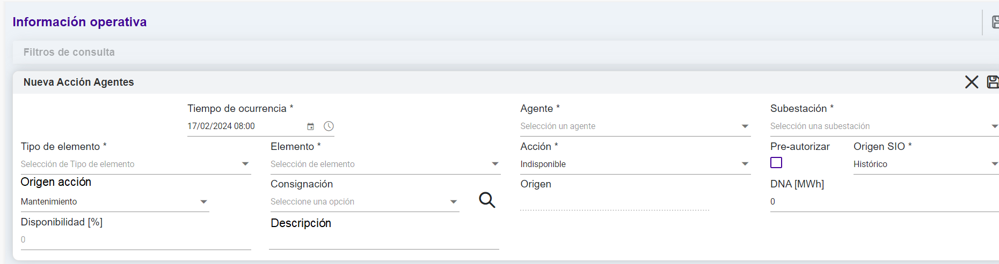 Información operativa
Filtros de consulta
Nueva Acción Agentes
Tiempo de ocurrencia * Agente * Subestación *
17/02/2024 08:00 Selección un agente Selección una subestación
Tipo de elemento * Elemento * Acción * Pre-autorizar Origen SIO *
Selección de Tipo de elemento Selección de elemento Indisponible Histórico
Origen acción Consignación Origen DNA [MWh]
Mantenimiento Seleccione una opción 0
Disponibilidad [%] Descripción
0